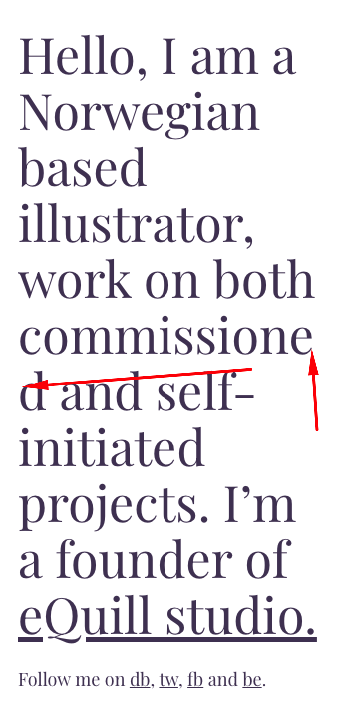 Hello, I am a
Norwegian
based
illustrator,
work on both
commissione
d and self-
initiated
projects. I’m
a founder of
eQuill studio.
Follow me on db, tw, fb and be.